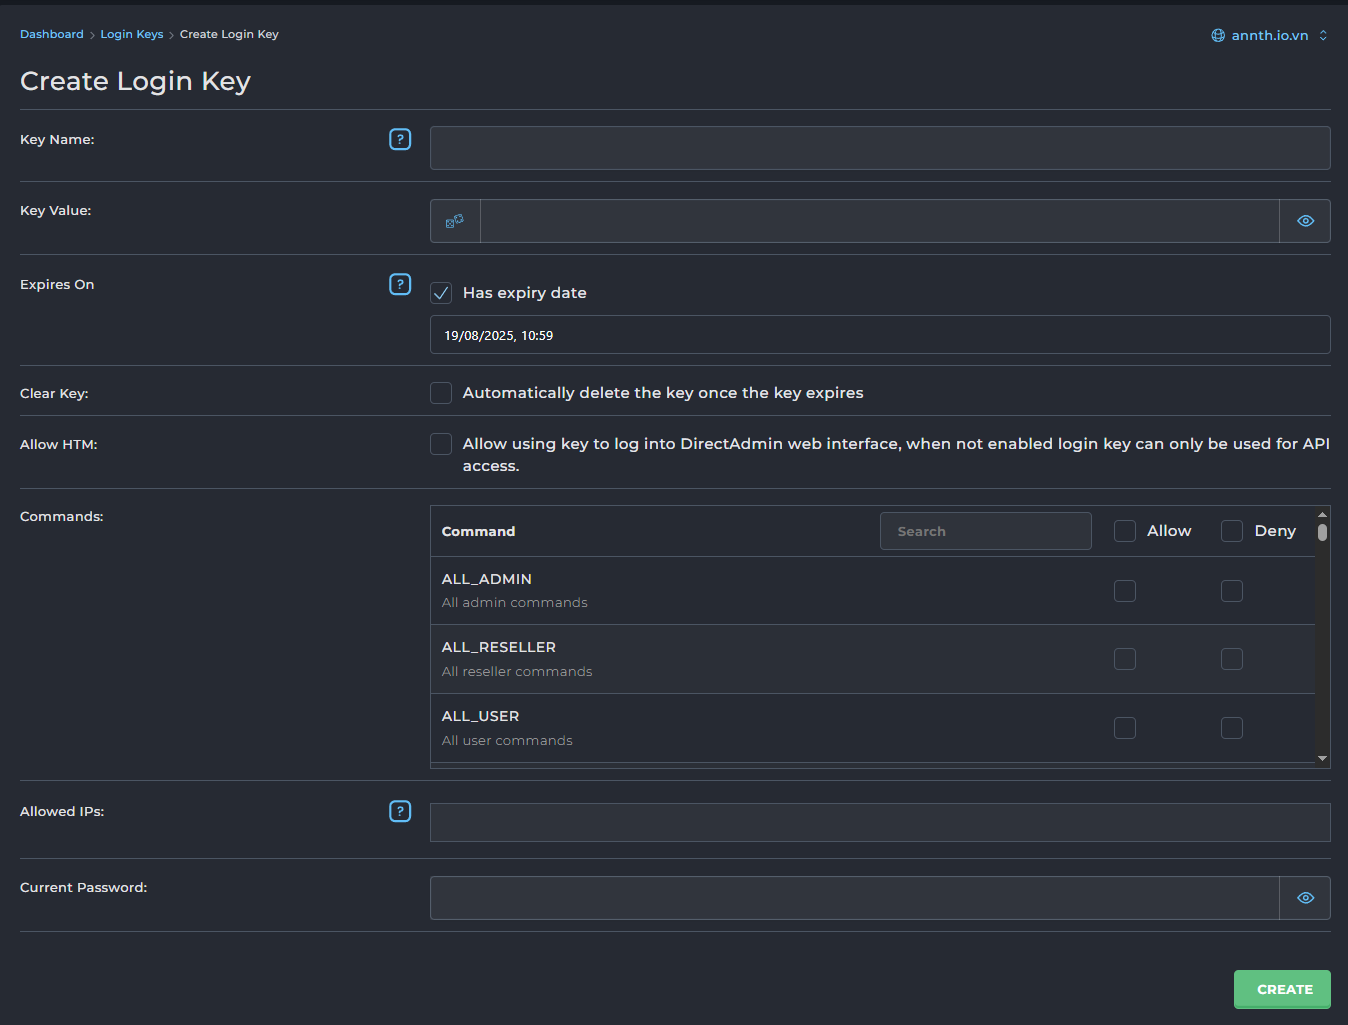 Dashboard > Login Keys > Create Login Key
annth.io.vn
Create Login Key
Key Name:
?
Key Value:
Expires On
?
Has expiry date
19/08/2025, 10:59
Clear Key:
Automatically delete the key once the key expires
Allow HTM:
Allow using key to log into DirectAdmin web interface, when not enabled login key can only be used for API
access.
Commands:
Command
Search
Allow
Deny
ALL_ADMIN
All admin commands
ALL_RESELLER
All reseller commands
ALL_USER
All user commands
Allowed IPs:
?
Current Password:
CREATE